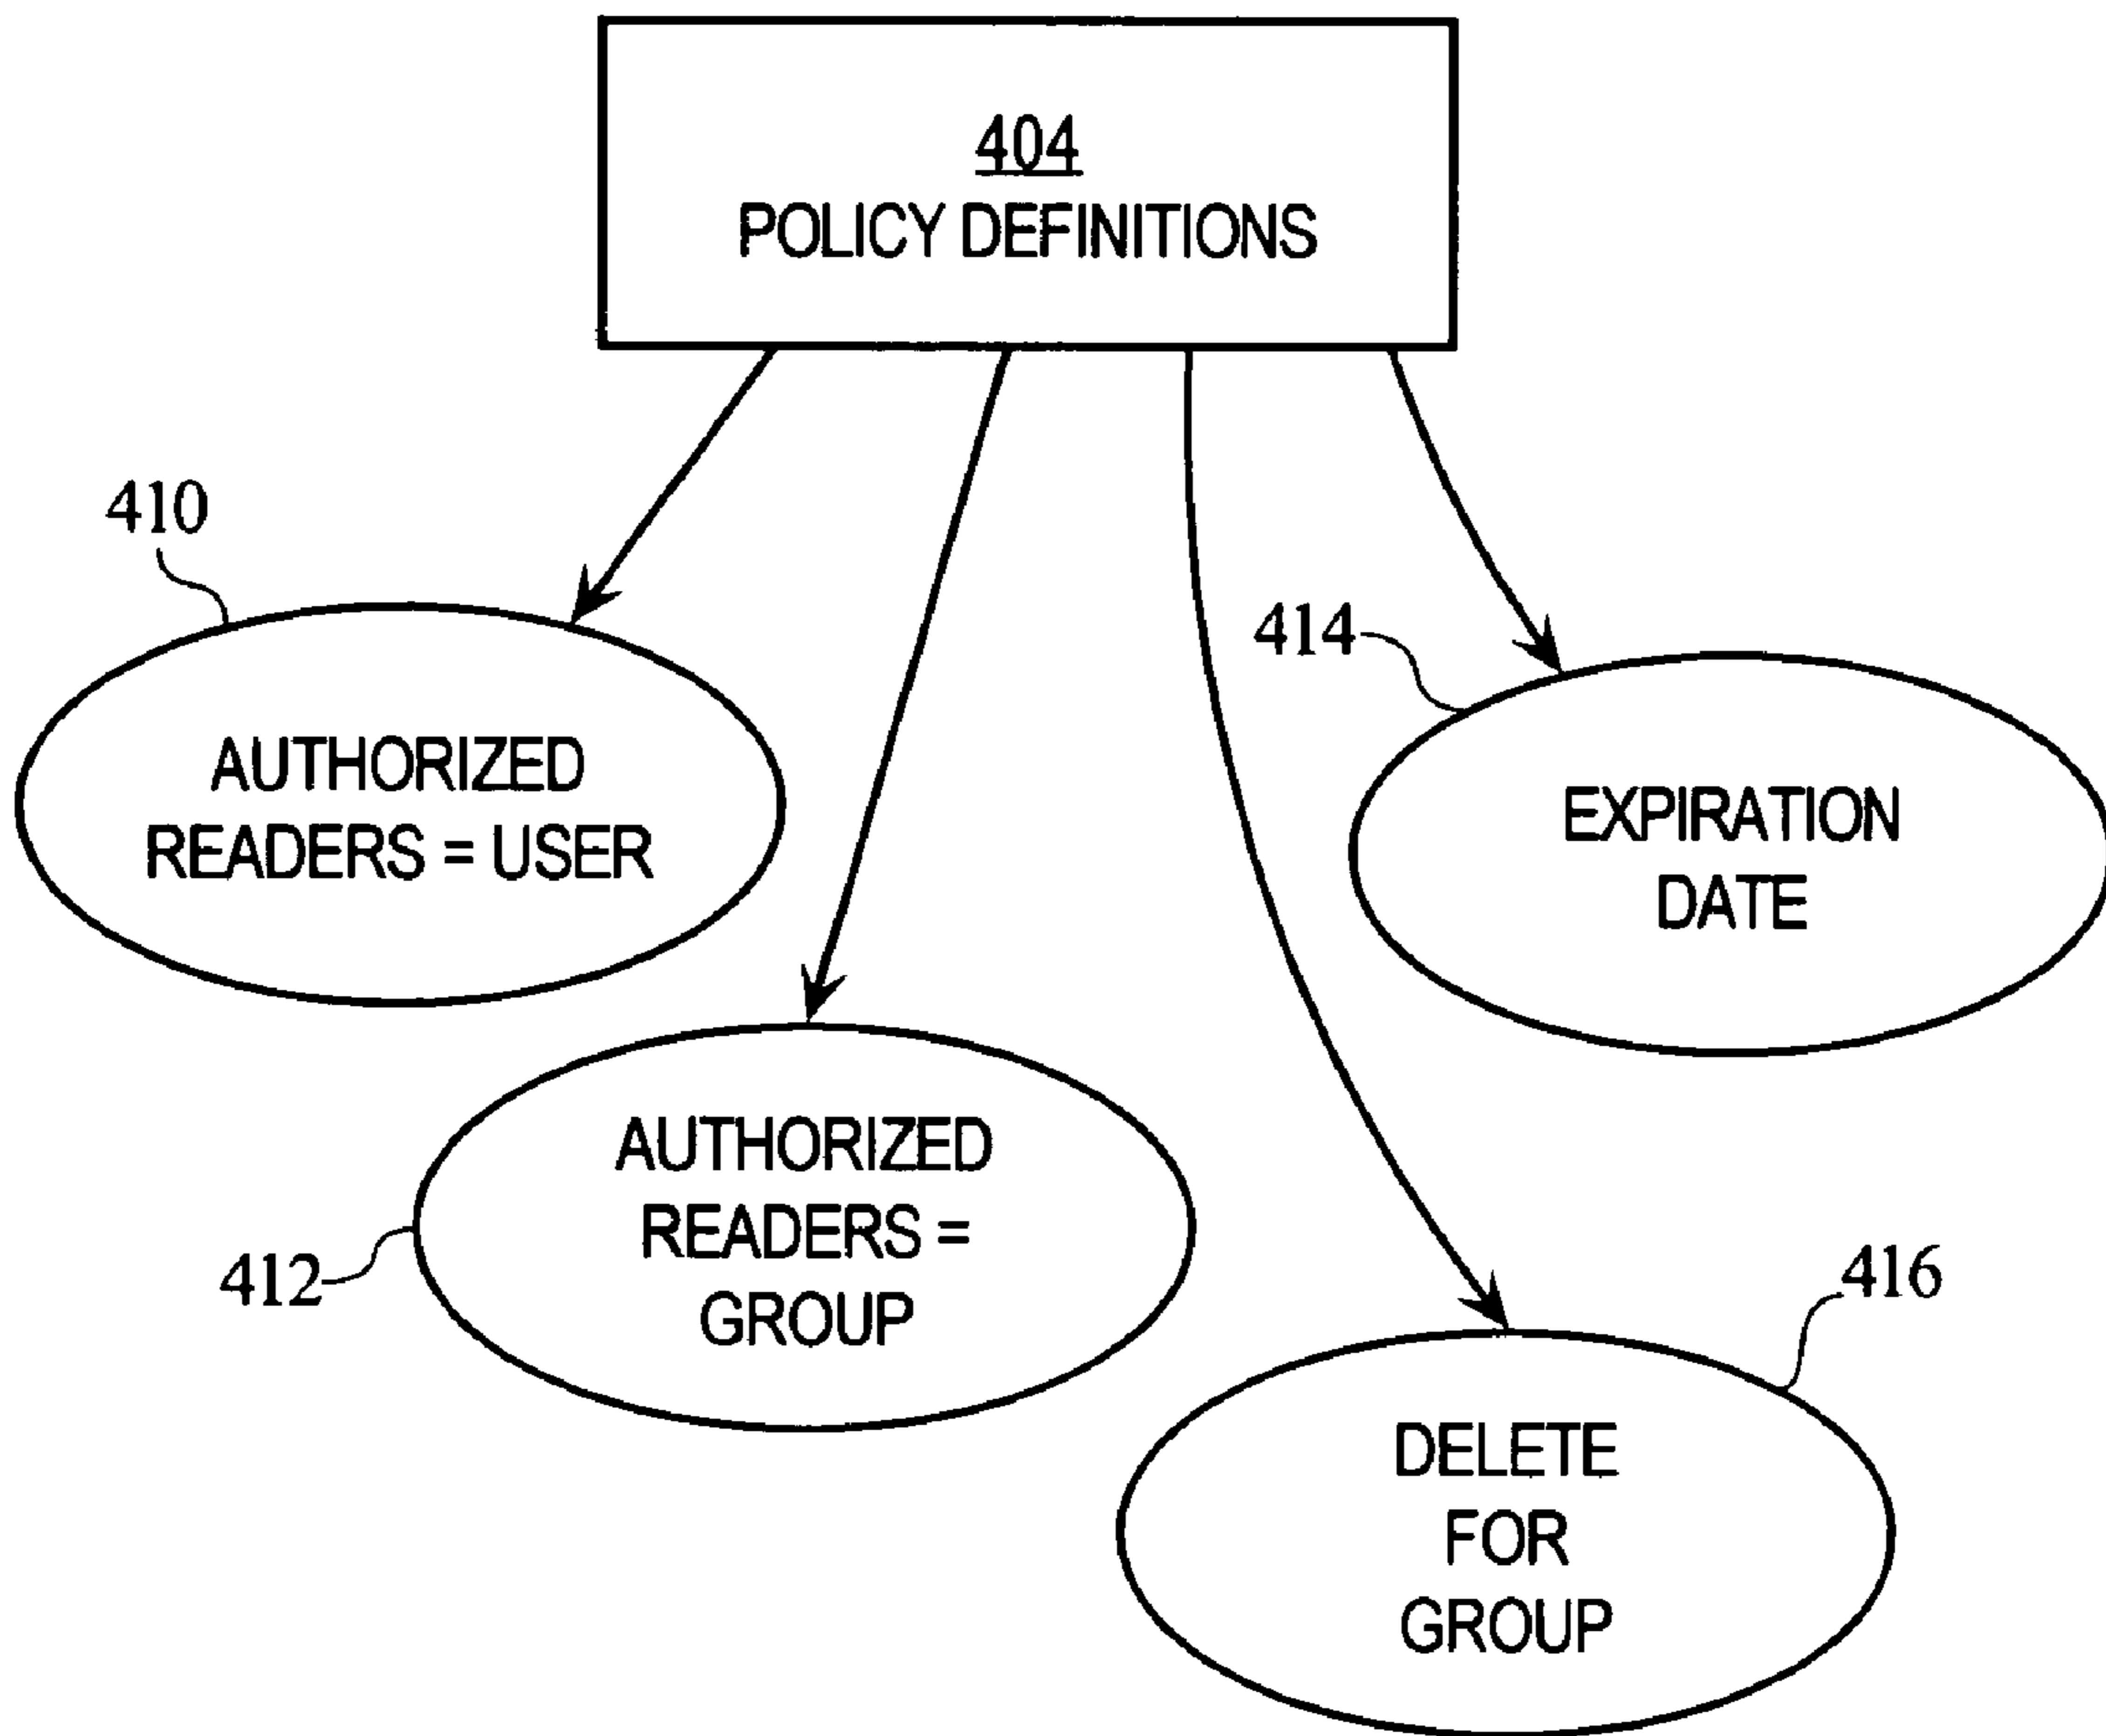 404
POLICY DEFINITIONS
410
AUTHORIZED
READERS = USER
414
EXPIRATION
DATE
412
AUTHORIZED
READERS =
GROUP
416
DELETE
FOR
GROUP